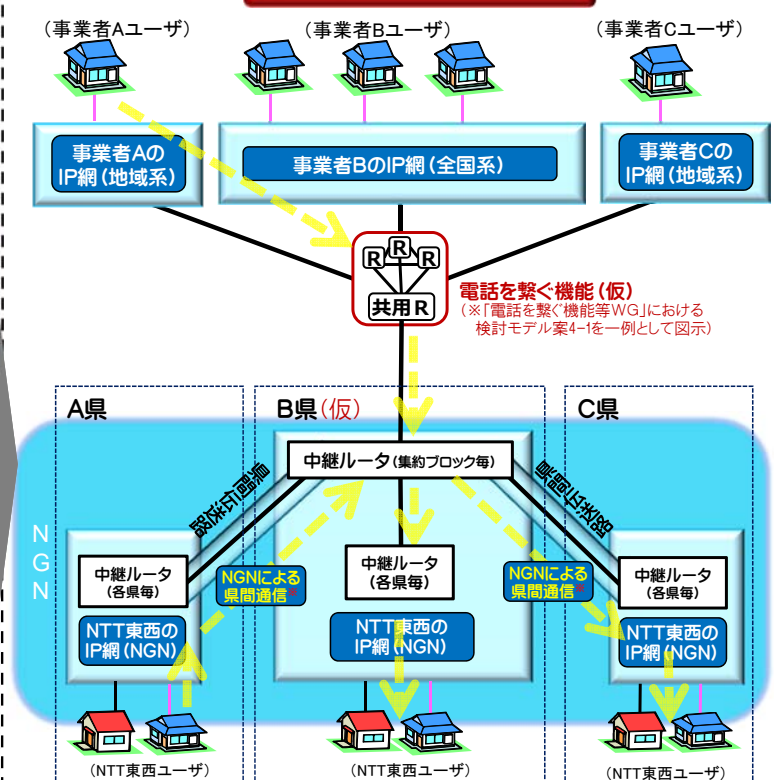 (事業者Aユーザ)
(事業者Bユーザ)
(事業者Cユーザ)
事業者Aの
IP網(地域系)
事業者BのIP網(全国系)
事業者Cの
IP網(地域系)
R
R
R
共用R
電話を繋ぐ機能(仮)
(※「電話を繋ぐ機能等WG」における
検討モデル案4-1を一例として図示)
A県
B県(仮)
C県
中継ルータ(集約ブロック毎)
県間伝送路
県間伝送路
NGN
中継ルータ
(各県毎)
NGNによる
県間通信※
中継ルータ
(各県毎)
NGNによる
県間通信※
中継ルータ
(各県毎)
NTT東西の
IP網(NGN)
NTT東西の
IP網(NGN)
NTT東西の
IP網(NGN)
(NTT東西ユーザ)
(NTT東西ユーザ)
(NTT東西ユーザ)